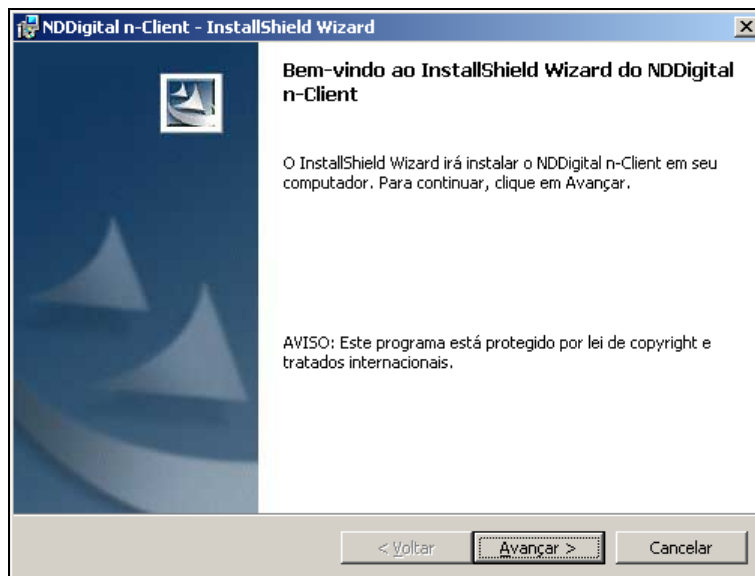 NDDigital n-Client - InstallShield Wizard
Bem-vindo ao InstallShield Wizard do NDDigital
n-Client
O InstallShield Wizard irá instalar o NDDigital n-Client em seu
computador. Para continuar, clique em Avançar.
AVISO: Este programa está protegido por lei de copyright e
tratados internacionais.
< Voltar Avançar > Cancelar